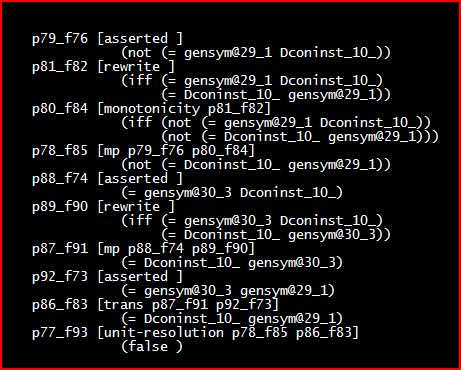 p79_f76 [asserted ]
(not (= gensym@29_1 Dconinst_10_))
p81_f82 [rewrite ]
(iff (= gensym@29_1 Dconinst_10_)
(= Dconinst_10_ gensym@29_1))
p80_f84 [monotonicity p81_f82]
(iff (not (= gensym@29_1 Dconinst_10_))
(not (= Dconinst_10_ gensym@29_1)))
p78_f85 [mp p79_f76 p80_f84]
(not (= Dconinst_10_ gensym@29_1))
p88_f74 [asserted ]
(= gensym@30_3 Dconinst_10_)
p89_f90 [rewrite ]
(iff (= gensym@30_3 Dconinst_10_)
(= Dconinst_10_ gensym@30_3))
p87_f91 [mp p88_f74 p89_f90]
(= Dconinst_10_ gensym@30_3)
p92_f73 [asserted ]
(= gensym@30_3 gensym@29_1)
p86_f83 [trans p87_f91 p92_f73]
(= Dconinst_10_ gensym@29_1)
p77_f93 [unit-resolution p78_f85 p86_f83]
(false )